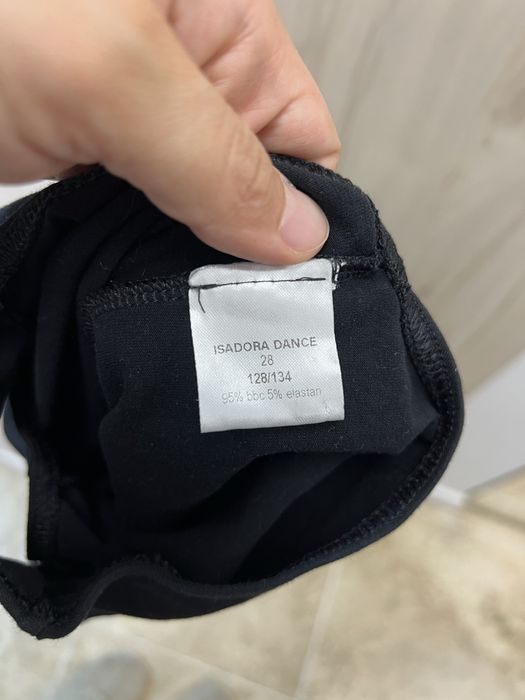 ISADORA DANCE
28
128/134
95% bbc 5% elastan